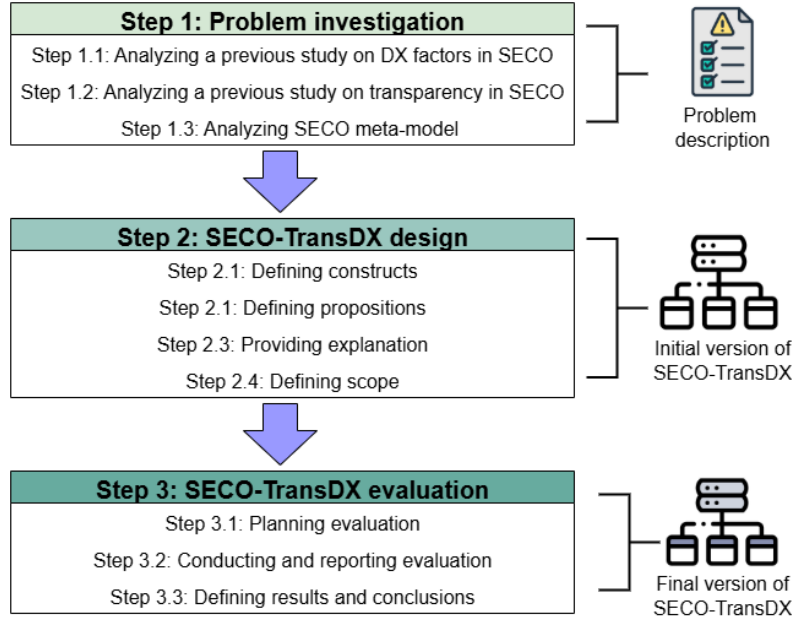 Step 1: Problem investigation
Step 1.1: Analyzing a previous study on DX factors in SECO
Step 1.2: Analyzing a previous study on transparency in SECO
Step 1.3: Analyzing SECO meta-model
Problem
description
Step 2: SECO-TransDX design
Step 2.1: Defining constructs
Step 2.1: Defining propositions
Step 2.3: Providing explanation
Step 2.4: Defining scope
Initial version of
SECO-TransDX
Step 3: SECO-TransDX evaluation
Step 3.1: Planning evaluation
Step 3.2: Conducting and reporting evaluation
Step 3.3: Defining results and conclusions
Final version of
SECO-TransDX